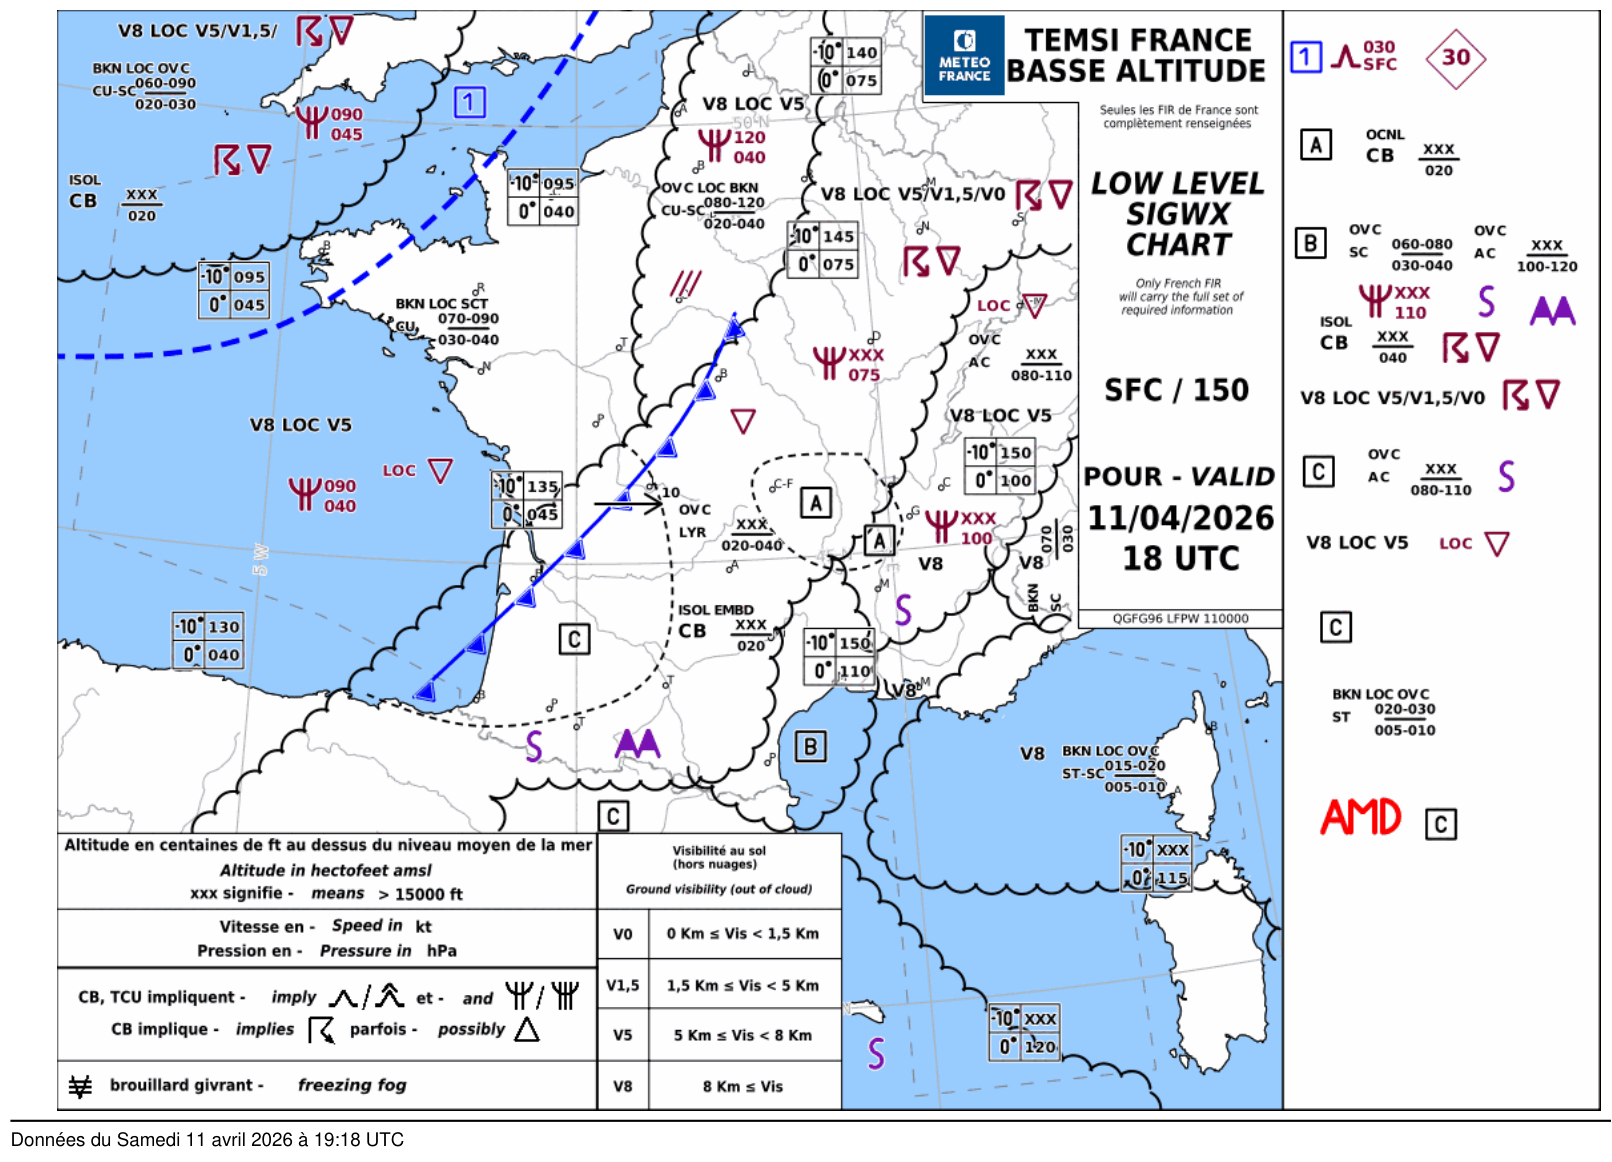 V8 LOC V5/V1,5/
BKN LOC OVC
CU-SC 060-090
020-030
090
045
1
ISOL
CB XXX
020
-10° 095
0° 045
-10° 095
0° 040
BKN LOC SCT
CU 070-090
030-040
V8 LOC V5
LOC
090
040
5 W
-10° 130
0° 040
-10° 135
0° 045
-10° 140
0° 075
V8 LOC V5
50 N
120
040
OVC LOC BKN
CU-SC 080-120
020-040
V8 LOC V5/V1,5/V0
-10° 145
0° 075
XXX
075
LOC
OVC
AC XXX
080-110
V8 LOC V5
-10° 150
0° 100
C-F
A
A
10
OVC
LYR XXX
020-040
45 N
XXX
100
V8
V8
BKN
SC
070
030
ISOL EMBD
CB XXX
020
C
-10° 150
0° 110
V8
B
C
V8
BKN LOC OVC
ST-SC 015-020
005-010
-10° XXX
0° 115
-10° XXX
0° 120
METEO
FRANCE
TEMSI FRANCE
BASSE ALTITUDE
Seules les FIR de France sont
complètement renseignées
LOW LEVEL
SIGWX
CHART
Only French FIR
will carry the full set of
required information
SFC / 150
POUR - VALID
11/04/2026
18 UTC
QGFG96 LFPW 110000
1 030
SFC
30
A OCNL
CB XXX
020
B OVC
SC 060-080
030-040
OVC
AC XXX
100-120
XXX
110
ISOL
CB XXX
040
V8 LOC V5/V1,5/V0
C OVC
AC XXX
080-110
V8 LOC V5 LOC
C
BKN LOC OVC
ST 020-030
005-010
AMD C
Altitude en centaines de ft au dessus du niveau moyen de la mer
Altitude in hectofeet amsl
xxx signifie - means > 15000 ft
Vitesse en - Speed in kt
Pression en - Pressure in hPa
CB, TCU impliquent - imply / et - and /
CB implique - implies parfois - possibly
brouillard givrant - freezing fog
Visibilité au sol
(hors nuages)
Ground visibility (out of cloud)
V0 0 Km ≤ Vis < 1,5 Km
V1,5 1,5 Km ≤ Vis < 5 Km
V5 5 Km ≤ Vis < 8 Km
V8 8 Km ≤ Vis
Données du Samedi 11 avril 2026 à 19:18 UTC